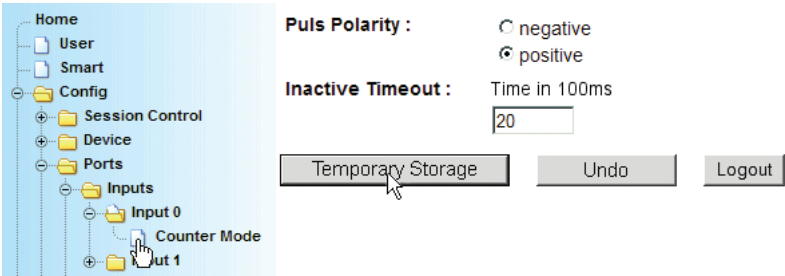 Home
User
Smart
Config
Session Control
Device
Ports
Inputs
Input 0
Counter Mode
Puls Polarity :
negative
positive
Inactive Timeout :
Time in 100ms
20
Temporary Storage
Undo
Logout